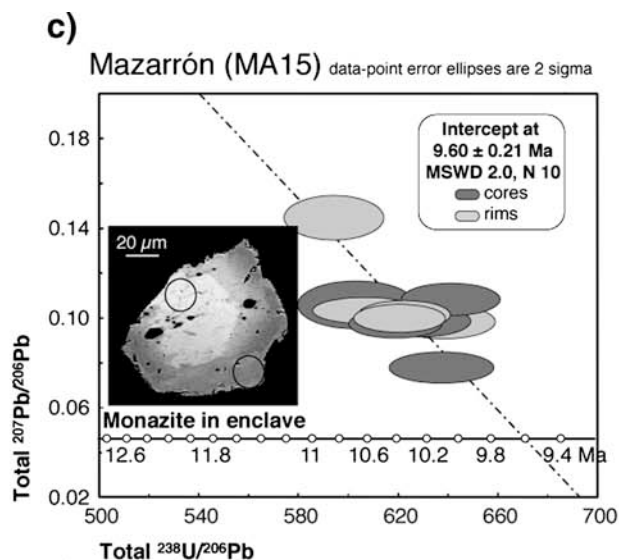 c)
Mazarrón (MA15) data-point error ellipses are 2 sigma
Intercept at
9.60 ± 0.21 Ma
MSWD 2.0, N 10
cores
rims
20 µm
Monazite in enclave
Total ²⁰⁷Pb/²⁰⁶Pb
0.18
0.14
0.10
0.06
0.02
12.6 11.8 11 10.6 10.2 9.8 9.4 Ma
500 540 580 620 660 700
Total ²³⁸U/²⁰⁶Pb